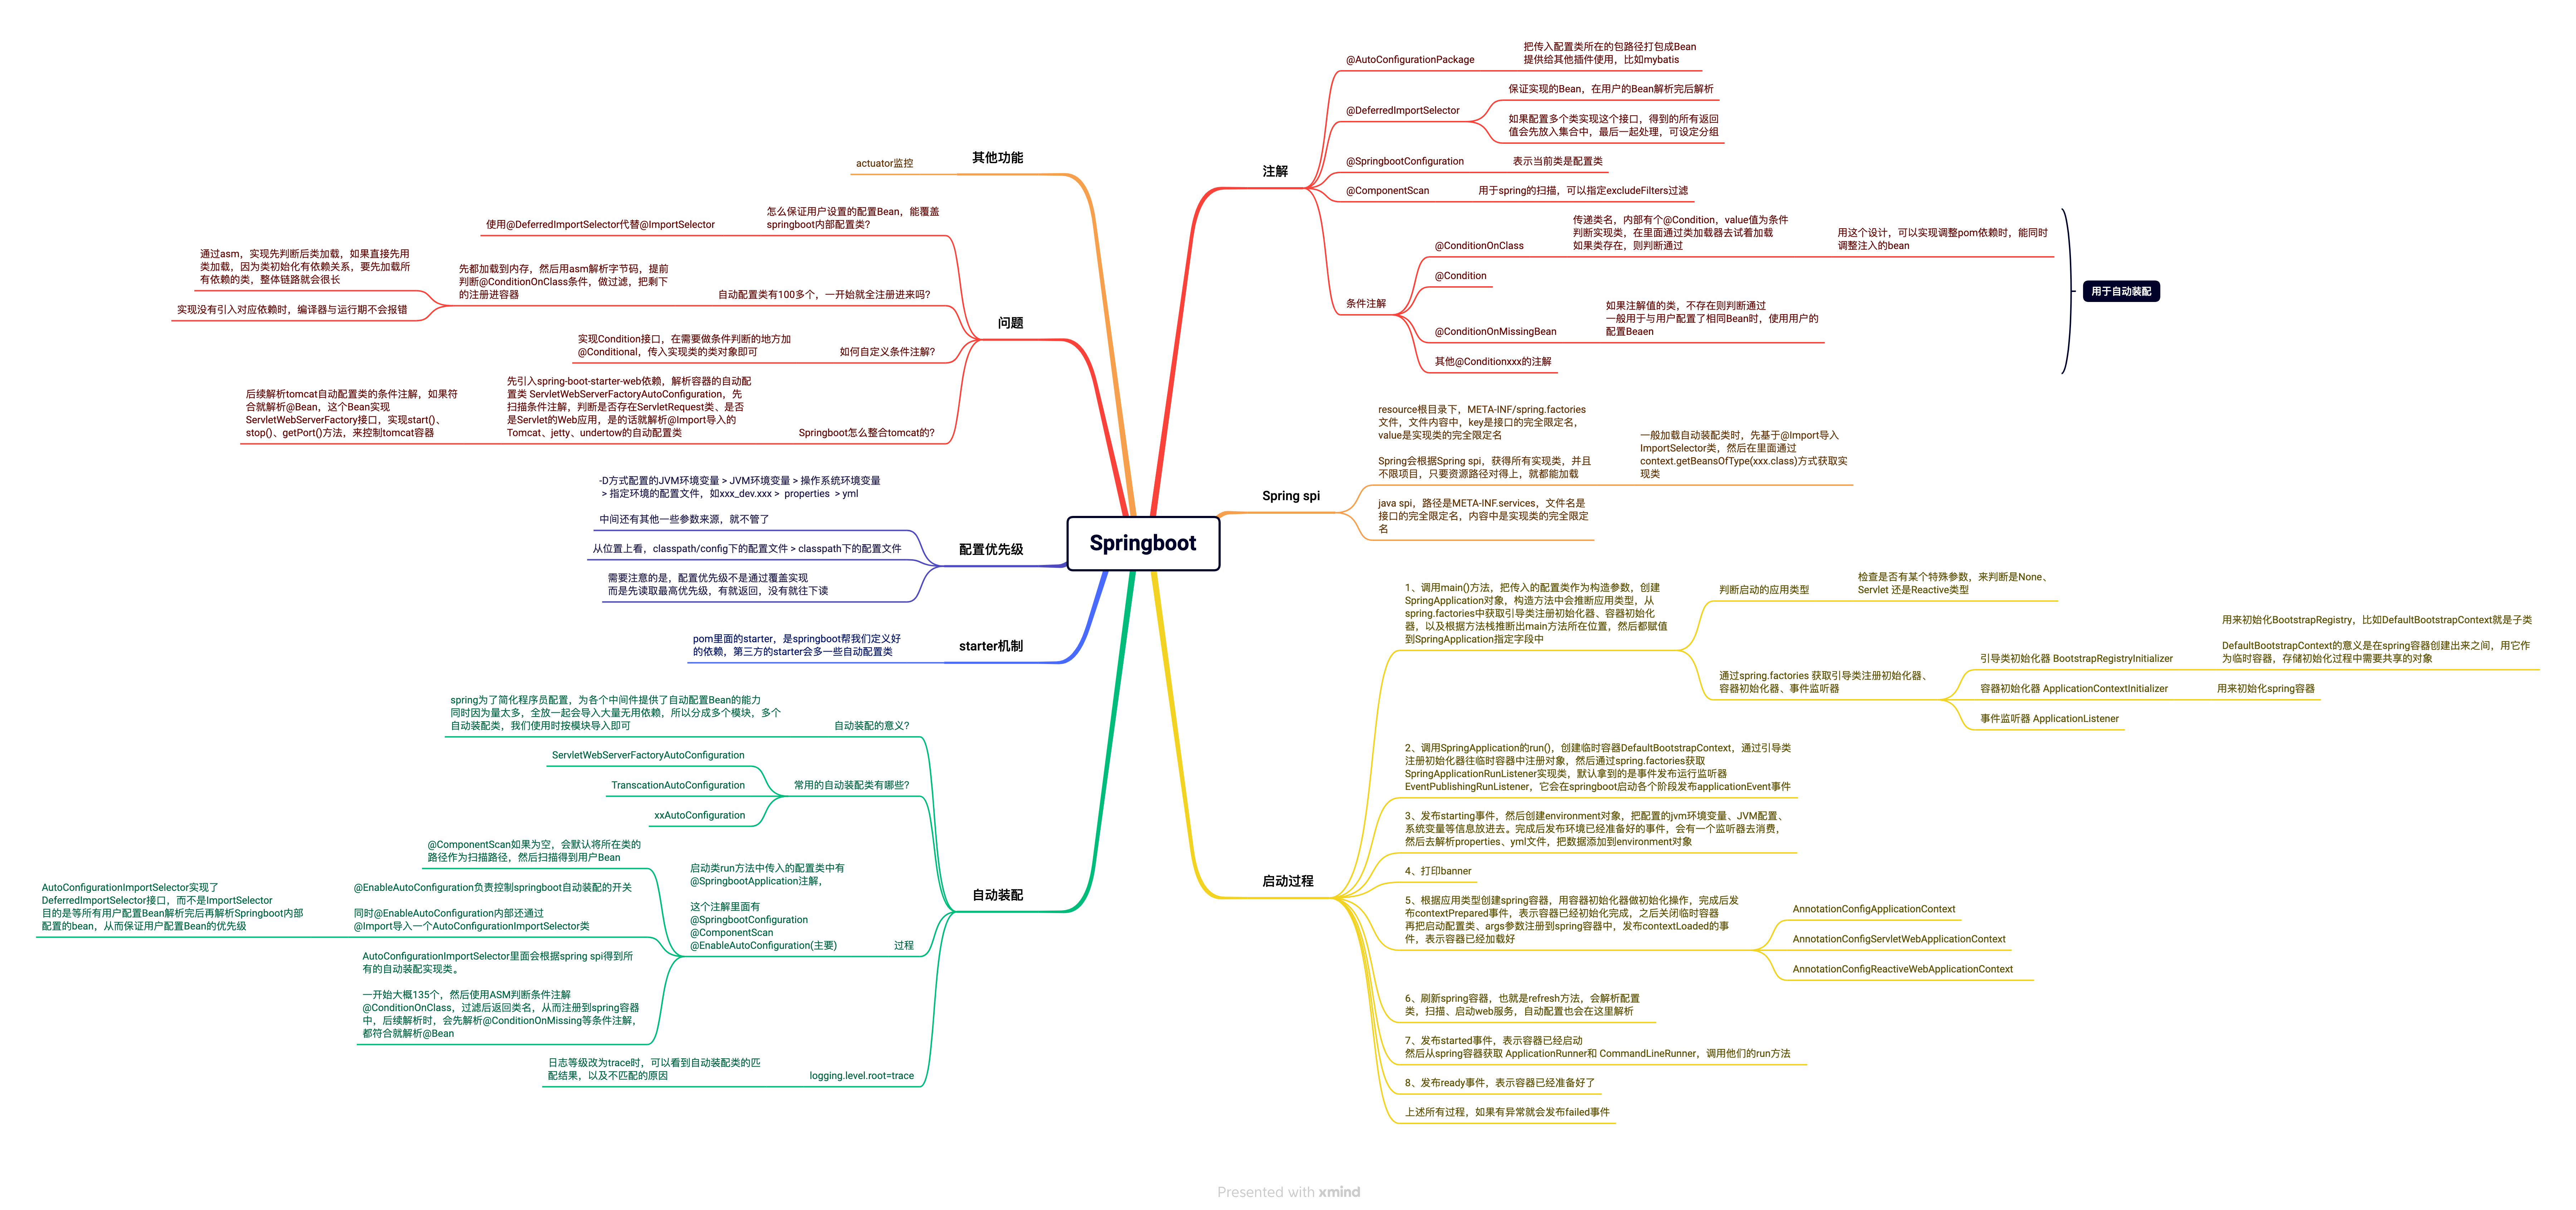 Springboot
注解
@AutoConfigurationPackage
把传入配置类所在的包路径打包成Bean
提供给其他插件使用，比如mybatis
@DeferredImportSelector
保证实现的Bean，在用户的Bean解析完后解析
如果配置多个类实现这个接口，得到的所有返回
值会先放入集合中，最后一起处理，可设定分组
@SpringbootConfiguration
表示当前类是配置类
@ComponentScan
用于spring的扫描，可以指定excludeFilters过滤
条件注解
@ConditionOnClass
传递类名，内部有个@Condition，value值为条件
判断实现类，在里面通过类加载器去试着加载
如果类存在，则判断通过
用这个设计，可以实现调整pom依赖时，能同时
调整注入的bean
@Condition
@ConditionOnMissingBean
如果注解值的类，不存在则判断通过
一般用于与用户配置了相同Bean时，使用用户的
配置Beaen
其他@Conditionxxx的注解
用于自动装配
Spring spi
resource根目录下，META-INF/spring.factories
文件，文件内容中，key是接口的完全限定名，
value是实现类的完全限定名
Spring会根据Spring spi，获得所有实现类，并且
不限项目，只要资源路径对得上，就都能加载
一般加载自动装配类时，先基于@Import导入
ImportSelector类，然后在里面通过
context.getBeansOfType(xxx.class)方式获取实
现类
java spi，路径是META-INF.services，文件名是
接口的完全限定名，内容中是实现类的完全限定
名
启动过程
1、调用main()方法，把传入的配置类作为构造参数，创建
SpringApplication对象，构造方法中会推断应用类型，从
spring.factories中获取引导类注册初始化器、容器初始化
器，以及根据方法栈推断出main方法所在位置，然后都赋值
到SpringApplication指定字段中
判断启动的应用类型
检查是否有某个特殊参数，来判断是None、
Servlet 还是Reactive类型
通过spring.factories 获取引导类注册初始化器、
容器初始化器、事件监听器
引导类初始化器 BootstrapRegistryInitializer
用来初始化BootstrapRegistry，比如DefaultBootstrapContext就是子类
DefaultBootstrapContext的意义是在spring容器创建出来之间，用它作
为临时容器，存储初始化过程中需要共享的对象
容器初始化器 ApplicationContextInitializer
用来初始化spring容器
事件监听器 ApplicationListener
2、调用SpringApplication的run()，创建临时容器DefaultBootstrapContext，通过引导类
注册初始化器往临时容器中注册对象，然后通过spring.factories获取
SpringApplicationRunListener实现类，默认拿到的是事件发布运行监听器
EventPublishingRunListener，它会在springboot启动各个阶段发布applicationEvent事件
3、发布starting事件，然后创建environment对象，把配置的jvm环境变量、JVM配置、
系统变量等信息放进去。完成后发布环境已经准备好的事件，会有一个监听器去消费，
然后去解析properties、yml文件，把数据添加到environment对象
4、打印banner
5、根据应用类型创建spring容器，用容器初始化器做初始化操作，完成后发
布contextPrepared事件，表示容器已经初始化完成，之后关闭临时容器
再把启动配置类、args参数注册到spring容器中，发布contextLoaded的事
件，表示容器已经加载好
AnnotationConfigApplicationContext
AnnotationConfigServletWebApplicationContext
AnnotationConfigReactiveWebApplicationContext
6、刷新spring容器，也就是refresh方法，会解析配置
类，扫描、启动web服务，自动配置也会在这里解析
7、发布started事件，表示容器已经启动
然后从spring容器获取 ApplicationRunner和 CommandLineRunner，调用他们的run方法
8、发布ready事件，表示容器已经准备好了
上述所有过程，如果有异常就会发布failed事件
其他功能
actuator监控
问题
怎么保证用户设置的配置Bean，能覆盖
springboot内部配置类？
使用@DeferredImportSelector代替@ImportSelector
自动配置类有100多个，一开始就全注册进来吗？
先都加载到内存，然后用asm解析字节码，提前
判断@ConditionOnClass条件，做过滤，把剩下
的注册进容器
通过asm，实现先判断后类加载，如果直接先用
类加载，因为类初始化有依赖关系，要先加载所
有依赖的类，整体链路就会很长
实现没有引入对应依赖时，编译器与运行期不会报错
如何自定义条件注解？
实现Condition接口，在需要做条件判断的地方加
@Conditional，传入实现类的类对象即可
Springboot怎么整合tomcat的？
先引入spring-boot-starter-web依赖，解析容器的自动配
置类 ServletWebServerFactoryAutoConfiguration，先
扫描条件注解，判断是否存在ServletRequest类、是否
是Servlet的Web应用，是的话就解析@Import导入的
Tomcat、jetty、undertow的自动配置类
后续解析tomcat自动配置类的条件注解，如果符
合就解析@Bean，这个Bean实现
ServletWebServerFactory接口，实现start()、
stop()、getPort()方法，来控制tomcat容器
配置优先级
-D方式配置的JVM环境变量 > JVM环境变量 > 操作系统环境变量
> 指定环境的配置文件，如xxx_dev.xxx > properties > yml
中间还有其他一些参数来源，就不管了
从位置上看，classpath/config下的配置文件 > classpath下的配置文件
需要注意的是，配置优先级不是通过覆盖实现
而是先读取最高优先级，有就返回，没有就往下读
starter机制
pom里面的starter，是springboot帮我们定义好
的依赖，第三方的starter会多一些自动配置类
自动装配
自动装配的意义？
spring为了简化程序员配置，为各个中间件提供了自动配置Bean的能力
同时因为量太多，全放一起会导入大量无用依赖，所以分成多个模块，多个
自动装配类，我们使用时按模块导入即可
常用的自动装配类有哪些？
ServletWebServerFactoryAutoConfiguration
TranscationAutoConfiguration
xxAutoConfiguration
过程
启动类run方法中传入的配置类中有
@SpringbootApplication注解，
这个注解里面有
@SpringbootConfiguration
@ComponentScan
@EnableAutoConfiguration(主要)
@ComponentScan如果为空，会默认将所在类的
路径作为扫描路径，然后扫描得到用户Bean
@EnableAutoConfiguration负责控制springboot自动装配的开关
同时@EnableAutoConfiguration内部还通过
@Import导入一个AutoConfigurationImportSelector类
AutoConfigurationImportSelector实现了
DeferredImportSelector接口，而不是ImportSelector
目的是等所有用户配置Bean解析完后再解析Springboot内部
配置的bean，从而保证用户配置Bean的优先级
AutoConfigurationImportSelector里面会根据spring spi得到所
有的自动装配实现类。
一开始大概135个，然后使用ASM判断条件注解
@ConditionOnClass，过滤后返回类名，从而注册到spring容器
中，后续解析时，会先解析@ConditionOnMissing等条件注解，
都符合就解析@Bean
logging.level.root=trace
日志等级改为trace时，可以看到自动装配类的匹
配结果，以及不匹配的原因
Presented with xmind